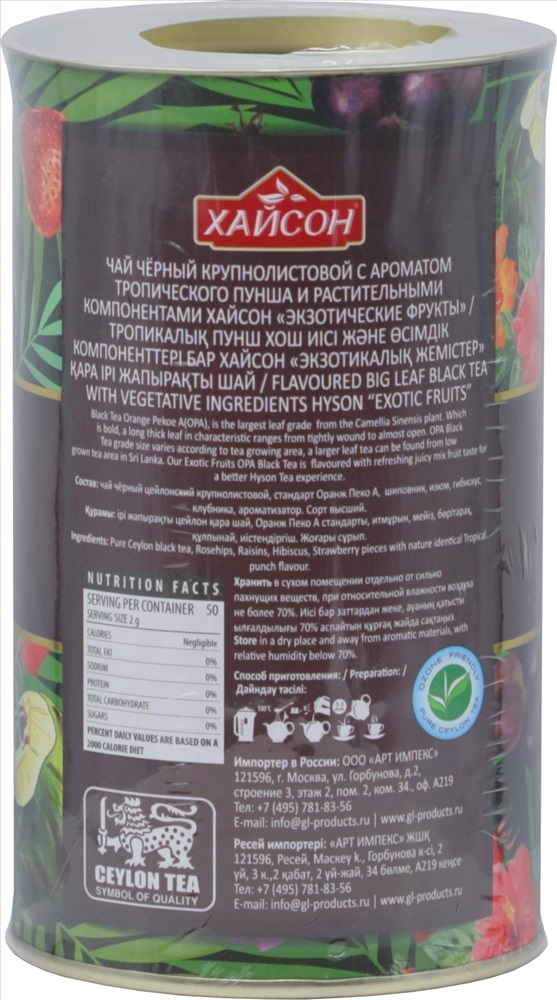 ХАЙСОН
ЧАЙ ЧЁРНЫЙ КРУПНОЛИСТОВОЙ С АРОМАТОМ
ТРОПИЧЕСКОГО ПУНША И РАСТИТЕЛЬНЫМИ
КОМПОНЕНТАМИ ХАЙСОН «ЭКЗОТИЧЕСКИЕ ФРУКТЫ» /
ТРОПИКАЛЫҚ ПУНШ ХОШ ИІСІ ЖӘНЕ ӨСІМДІК
КОМПОНЕНТТЕРІ БАР ХАЙСОН «ЭКЗОТИКАЛЫҚ ЖЕМІСТЕР»
ҚАРА ІРІ ЖАПЫРАҚТЫ ШАЙ / FLAVOURED BIG LEAF BLACK TEA
WITH VEGETATIVE INGREDIENTS HYSON "EXOTIC FRUITS"
Black Tea Orange Pekoe A(OPA), is the largest leaf grade from the Camellia Sinensis plant. Which
is bold, a long thick leaf in characteristic ranges from tightly wound to almost open. OPA Black
Tea grade size varies according to tea growing area, a larger leaf tea can be found from low
grown tea area in Sri Lanka. Our Exotic Fruits OPA Black Tea is flavoured with refreshing juicy mix fruit taste for
a better Hyson Tea experience.
Состав: чай чёрный цейлонский крупнолистовой, стандарт Оранж Пеко А, шиповник, изюм, гибискус,
клубника, ароматизатор. Сорт высший.
Құрамы: ірі жапырақты цейлон қара шай, Оранж Пеко А стандарты, итмұрын, мейіз, бөрітарақ,
құлпынай, иістендіргіш. Жоғары сұрып.
Ingredients: Pure Ceylon black tea, Rosehips, Raisins, Hibiscus, Strawberry pieces with nature identical Tropical
punch flavour.
NUTRITION FACTS
SERVING PER CONTAINER 50
SERVING SIZE 2 g
CALORIES Negligible
TOTAL FAT 0%
SODIUM 0%
PROTEIN 0%
TOTAL CARBOHYDRATE 0%
SUGARS 0%
PERCENT DAILY VALUES ARE BASED ON A
2000 CALORIE DIET
Хранить в сухом помещении отдельно от сильно
пахнущих веществ, при относительной влажности воздуха
не более 70%. Иісі бар заттардан жеке, ауаның қатысты
ылғалдылығы 70% аспайтын құрғақ жайда сақтаңыз.
Store in a dry place and away from aromatic materials, with
relative humidity below 70%.
Способ приготовления: / Preparation: /
Дайындау тәсілі:
100°C
OZONE FRIENDLY
PURE CEYLON TEA
Импортер в России: ООО «АРТ ИМПЕКС»
121596, г. Москва, ул. Горбунова, д.2,
строение 3, этаж 2, пом. 2, ком. 34., оф. А219
Тел: +7 (495) 781-83-56
E-mail: info@gl-products.ru | www.gl-products.ru
Ресей импортері: «АРТ ИМПЕКС» ЖШҚ
121596, Ресей, Маскеу к., Горбунова к-сі, 2
үй, 3 к.,2 қабат, 2 үй-жай, 34 бөлме, А219 кеңсе
Тел: +7 (495) 781-83-56
E-mail: info@gl-products.ru | www.gl-products.ru
CEYLON TEA
SYMBOL OF QUALITY